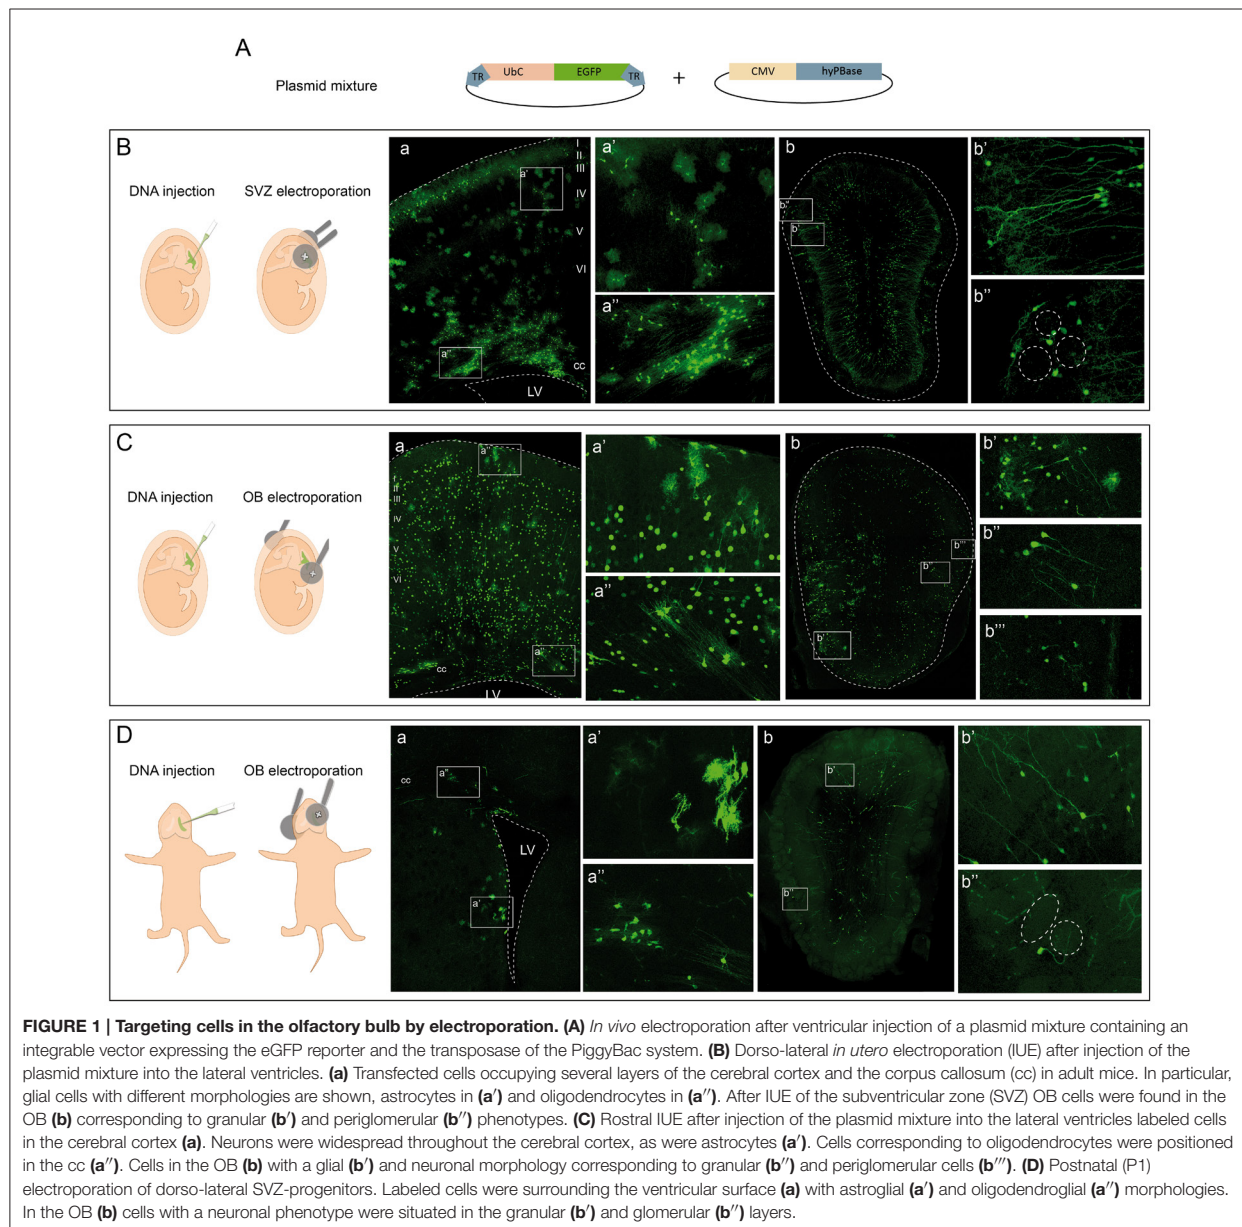 A
Plasmid mixture
TR UbC EGFP TR + CMV hyPBase
B
DNA injection SVZ electroporation
a
I
II
III
IV
V
VI
a'
a''
cc
LV
a'
a''
b
b''
b'
b'
b''
C
DNA injection OB electroporation
a
a'
I
II
III
IV
V
VI
a''
cc
LV
a'
a''
b
b'''
b''
b'
b'
b''
b'''
D
DNA injection OB electroporation
a
cc
a''
LV
a'
a'
a''
b
b'
b''
b'
b''
FIGURE 1 | Targeting cells in the olfactory bulb by electroporation. (A) In vivo electroporation after ventricular injection of a plasmid mixture containing an
integrable vector expressing the eGFP reporter and the transposase of the PiggyBac system. (B) Dorso-lateral in utero electroporation (IUE) after injection of the
plasmid mixture into the lateral ventricles. (a) Transfected cells occupying several layers of the cerebral cortex and the corpus callosum (cc) in adult mice. In particular,
glial cells with different morphologies are shown, astrocytes in (a′) and oligodendrocytes in (a′′). After IUE of the subventricular zone (SVZ) OB cells were found in the
OB (b) corresponding to granular (b′) and periglomerular (b′′) phenotypes. (C) Rostral IUE after injection of the plasmid mixture into the lateral ventricles labeled cells
in the cerebral cortex (a). Neurons were widespread throughout the cerebral cortex, as were astrocytes (a′). Cells corresponding to oligodendrocytes were positioned
in the cc (a′′). Cells in the OB (b) with a glial (b′) and neuronal morphology corresponding to granular (b′′) and periglomerular cells (b′′′). (D) Postnatal (P1)
electroporation of dorso-lateral SVZ-progenitors. Labeled cells were surrounding the ventricular surface (a) with astroglial (a′) and oligodendroglial (a′′) morphologies.
In the OB (b) cells with a neuronal phenotype were situated in the granular (b′) and glomerular (b′′) layers.